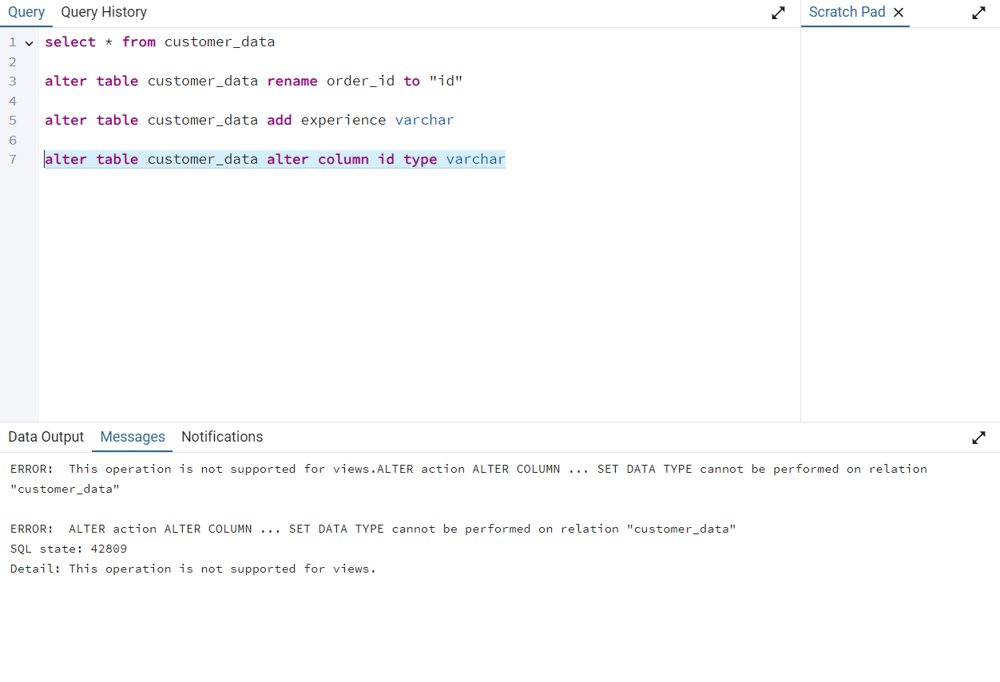 Query Query History Scratch Pad
1 select * from customer_data
2
3 alter table customer_data rename order_id to "id"
4
5 alter table customer_data add experience varchar
6
7 alter table customer_data alter column id type varchar
Data Output Messages Notifications
ERROR:  This operation is not supported for views.ALTER action ALTER COLUMN ... SET DATA TYPE cannot be performed on relation
"customer_data"
ERROR:  ALTER action ALTER COLUMN ... SET DATA TYPE cannot be performed on relation "customer_data"
SQL state: 42809
Detail: This operation is not supported for views.